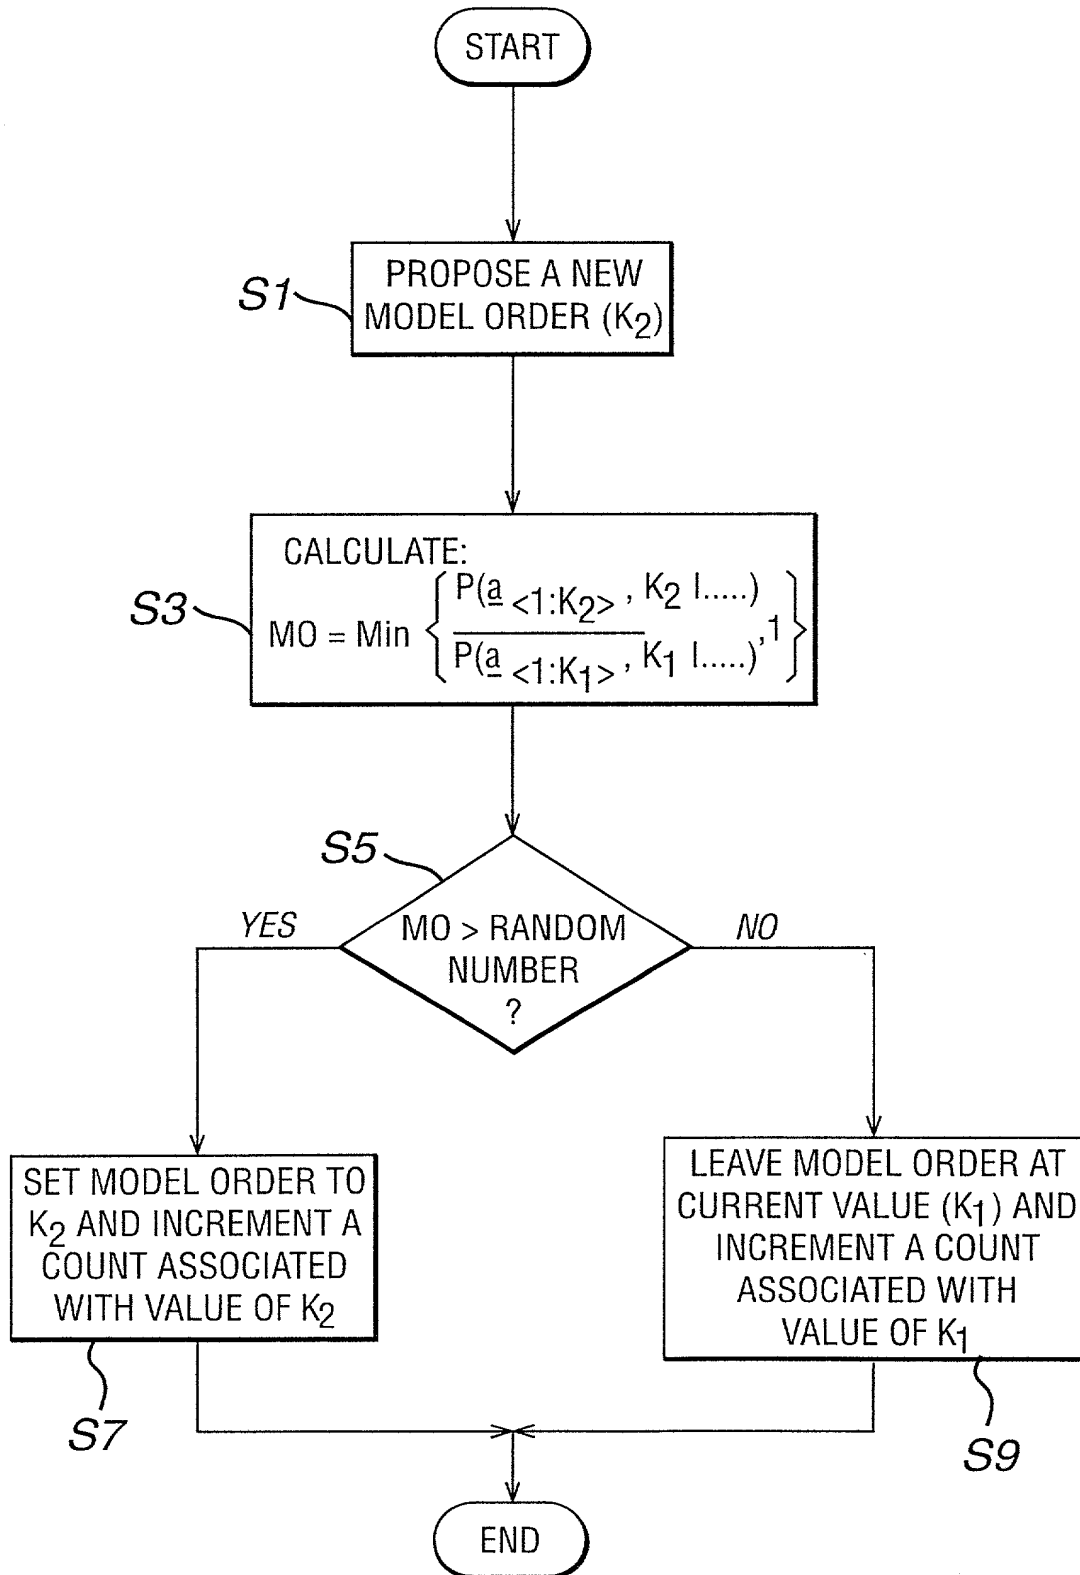 START
S1
PROPOSE A NEW
MODEL ORDER (K2)
S3
CALCULATE:
MO = Min { P(a <1:K2> , K2 I.....) / P(a <1:K1> , K1 I.....) ,1 }
S5
YES
MO > RANDOM
NUMBER
?
NO
SET MODEL ORDER TO
K2 AND INCREMENT A
COUNT ASSOCIATED
WITH VALUE OF K2
S7
LEAVE MODEL ORDER AT
CURRENT VALUE (K1) AND
INCREMENT A COUNT
ASSOCIATED WITH
VALUE OF K1
S9
END